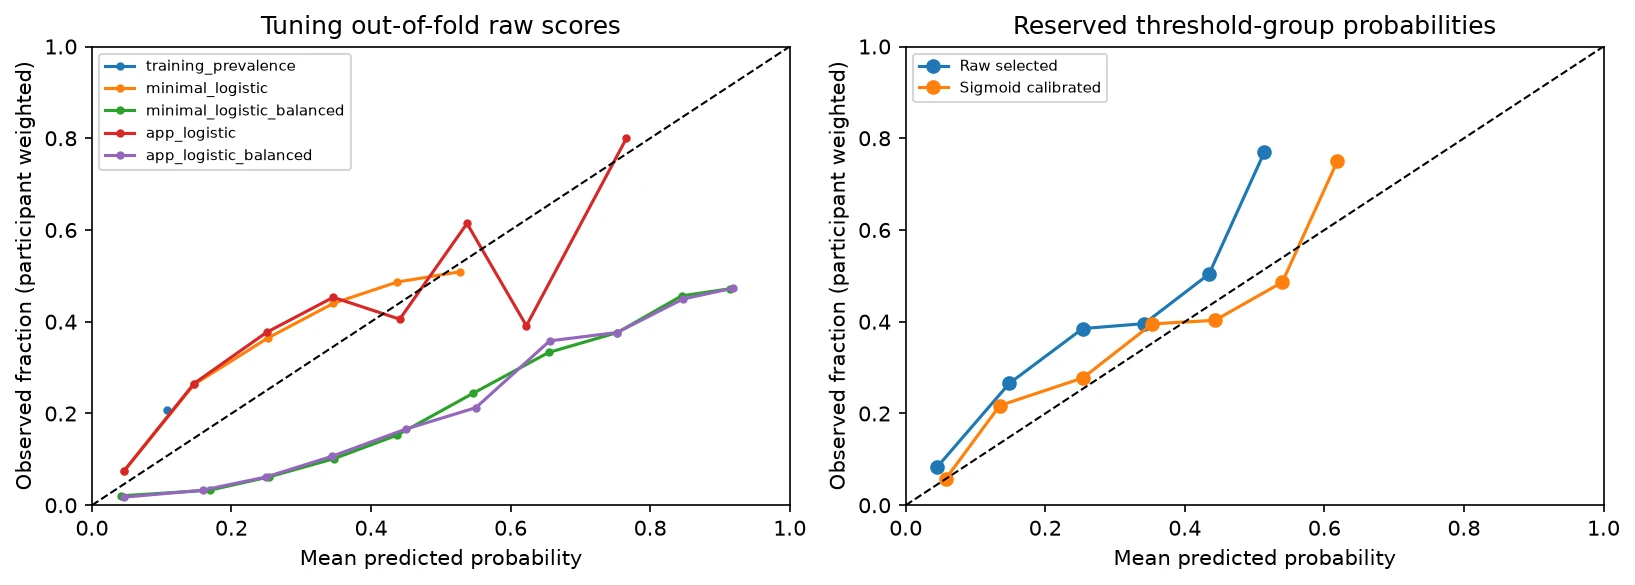 Tuning out-of-fold raw scores
Observed fraction (participant weighted)
1.0
0.8
0.6
0.4
0.2
0.0
training_prevalence
minimal_logistic
minimal_logistic_balanced
app_logistic
app_logistic_balanced
0.0 0.2 0.4 0.6 0.8 1.0
Mean predicted probability
Reserved threshold-group probabilities
Observed fraction (participant weighted)
1.0
0.8
0.6
0.4
0.2
0.0
Raw selected
Sigmoid calibrated
0.0 0.2 0.4 0.6 0.8 1.0
Mean predicted probability